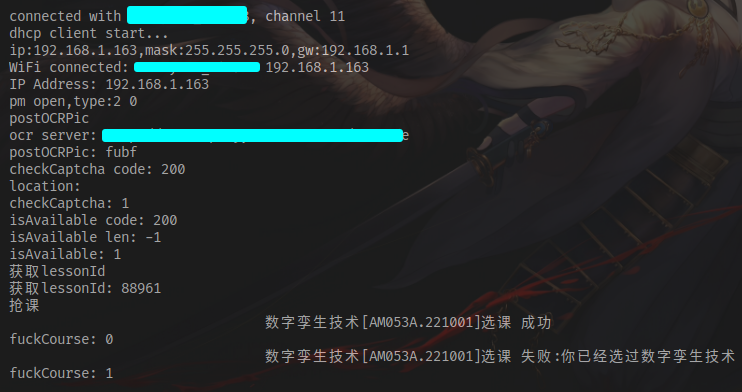 connected with , channel 11
dhcp client start...
ip:192.168.1.163,mask:255.255.255.0,gw:192.168.1.1
WiFi connected: 192.168.1.163
IP Address: 192.168.1.163
pm open,type:2 0
postOCRPic
ocr server:
postOCRPic: fubf
checkCaptcha code: 200
location:
checkCaptcha: 1
isAvailable code: 200
isAvailable len: -1
isAvailable: 1
获取lessonId
获取lessonId: 88961
抢课
数字孪生技术[AM053A.221001]选课 成功
fuckCourse: 0
数字孪生技术[AM053A.221001]选课 失败:你已经选过数字孪生技术
fuckCourse: 1